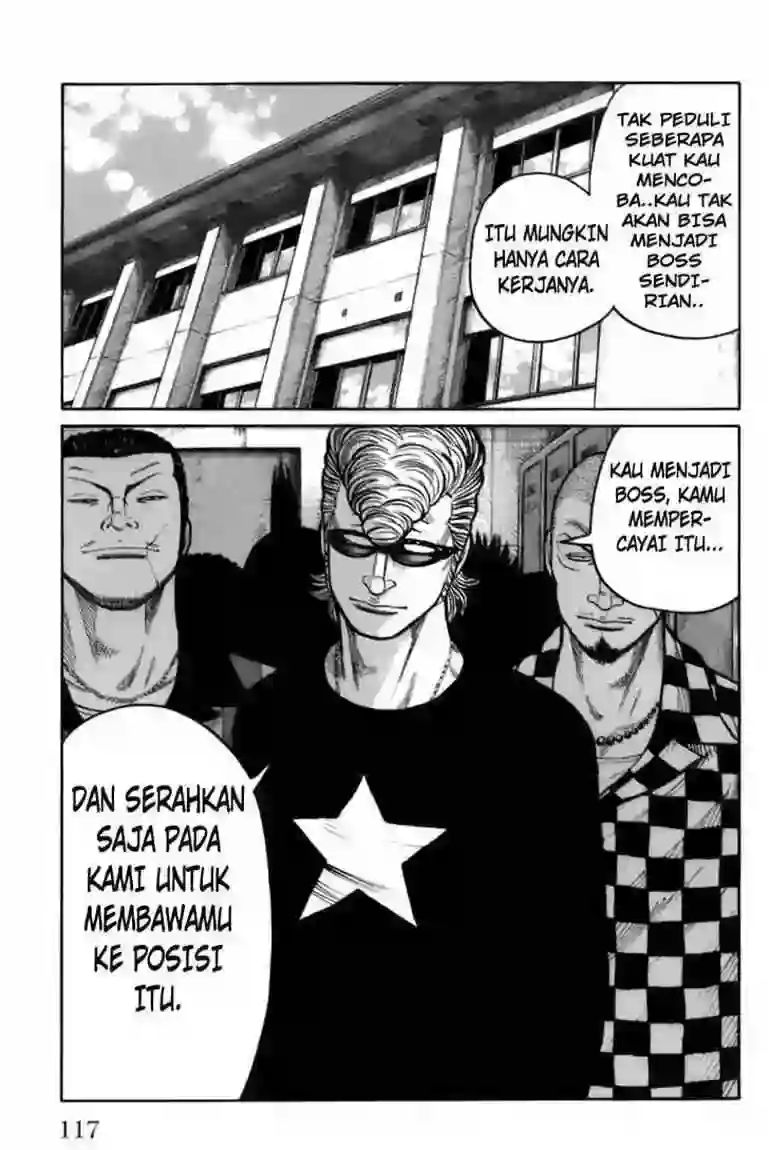 TAK PEDULI
SEBERAPA
KUAT KAU
MENCO-
BA..KAU TAK
AKAN BISA
MENJADI
BOSS
SENDI-
RIAN..
ITU MUNGKIN
HANYA CARA
KERJANYA.
KAU MENJADI
BOSS, KAMU
MEMPER-
CAYAI ITU...
DAN SERAHKAN
SAJA PADA
KAMI UNTUK
MEMBAWAMU
KE POSISI
ITU.
117